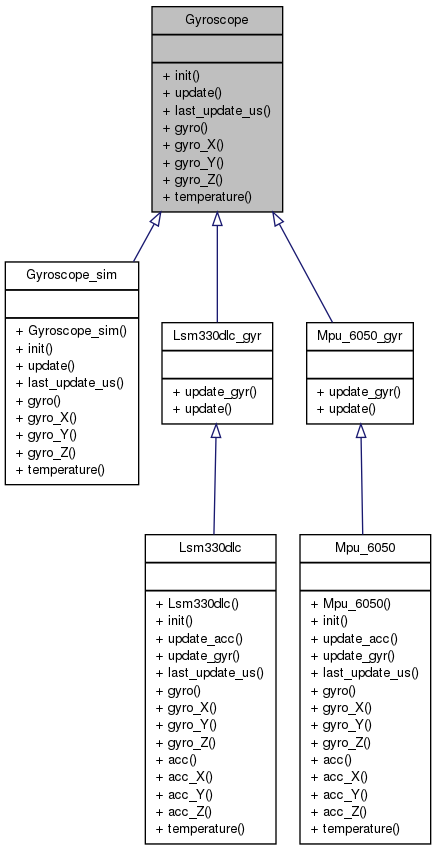 Gyroscope
+ init()
+ update()
+ last_update_us()
+ gyro()
+ gyro_X()
+ gyro_Y()
+ gyro_Z()
+ temperature()
Gyroscope_sim
+ Gyroscope_sim()
+ init()
+ update()
+ last_update_us()
+ gyro()
+ gyro_X()
+ gyro_Y()
+ gyro_Z()
+ temperature()
Lsm330dlc_gyr
+ update_gyr()
+ update()
Mpu_6050_gyr
+ update_gyr()
+ update()
Lsm330dlc
+ Lsm330dlc()
+ init()
+ update_acc()
+ update_gyr()
+ last_update_us()
+ gyro()
+ gyro_X()
+ gyro_Y()
+ gyro_Z()
+ acc()
+ acc_X()
+ acc_Y()
+ acc_Z()
+ temperature()
Mpu_6050
+ Mpu_6050()
+ init()
+ update_acc()
+ update_gyr()
+ last_update_us()
+ gyro()
+ gyro_X()
+ gyro_Y()
+ gyro_Z()
+ acc()
+ acc_X()
+ acc_Y()
+ acc_Z()
+ temperature()